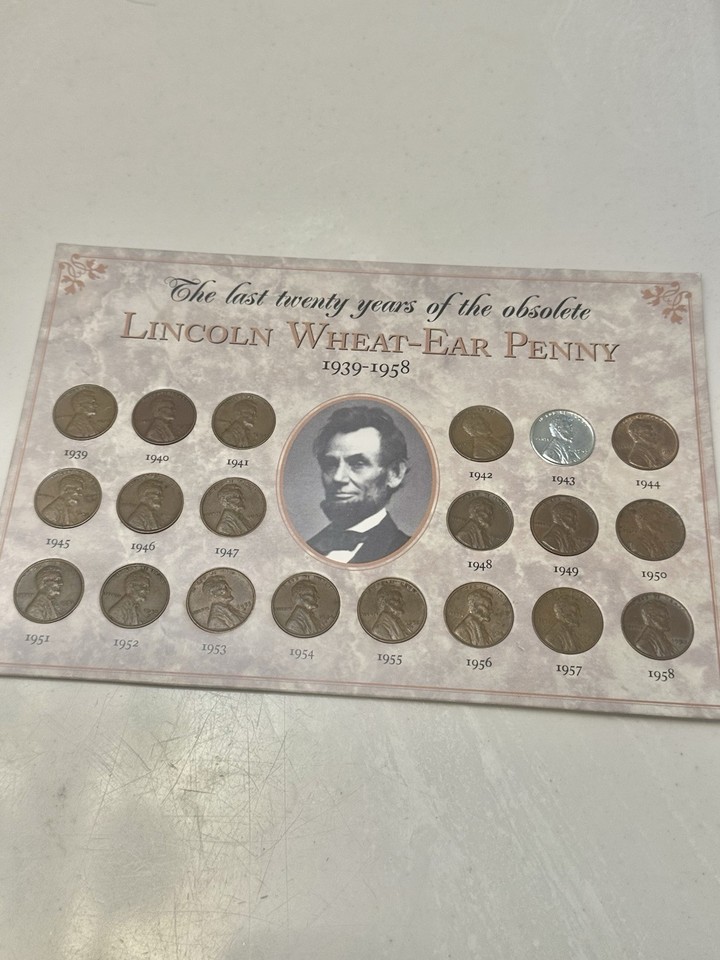 The last twenty years of the obsolete
LINCOLN WHEAT-EAR PENNY
1939-1958
1939 1940 1941 1942 1943 1944
1945 1946 1947 1948 1949 1950
1951 1952 1953 1954 1955 1956 1957 1958